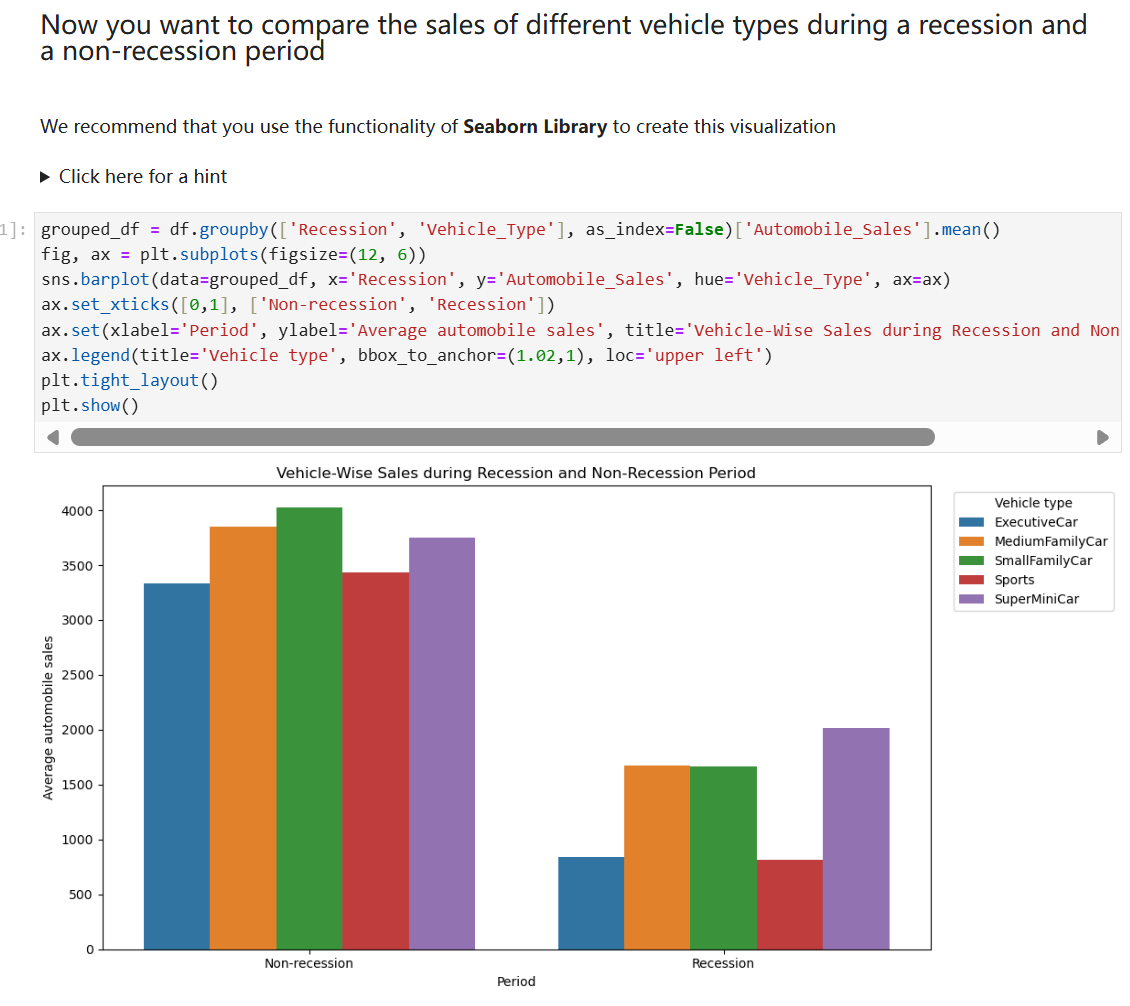 Now you want to compare the sales of different vehicle types during a recession and
a non-recession period
We recommend that you use the functionality of Seaborn Library to create this visualization
Click here for a hint
1]:
grouped_df = df.groupby(['Recession', 'Vehicle_Type'], as_index=False)['Automobile_Sales'].mean()
fig, ax = plt.subplots(figsize=(12, 6))
sns.barplot(data=grouped_df, x='Recession', y='Automobile_Sales', hue='Vehicle_Type', ax=ax)
ax.set_xticks([0,1], ['Non-recession', 'Recession'])
ax.set(xlabel='Period', ylabel='Average automobile sales', title='Vehicle-Wise Sales during Recession and Non
ax.legend(title='Vehicle type', bbox_to_anchor=(1.02,1), loc='upper left')
plt.tight_layout()
plt.show()
Vehicle-Wise Sales during Recession and Non-Recession Period
4000
3500
3000
2500
2000
1500
1000
500
0
Average automobile sales
Non-recession
Recession
Period
Vehicle type
ExecutiveCar
MediumFamilyCar
SmallFamilyCar
Sports
SuperMiniCar